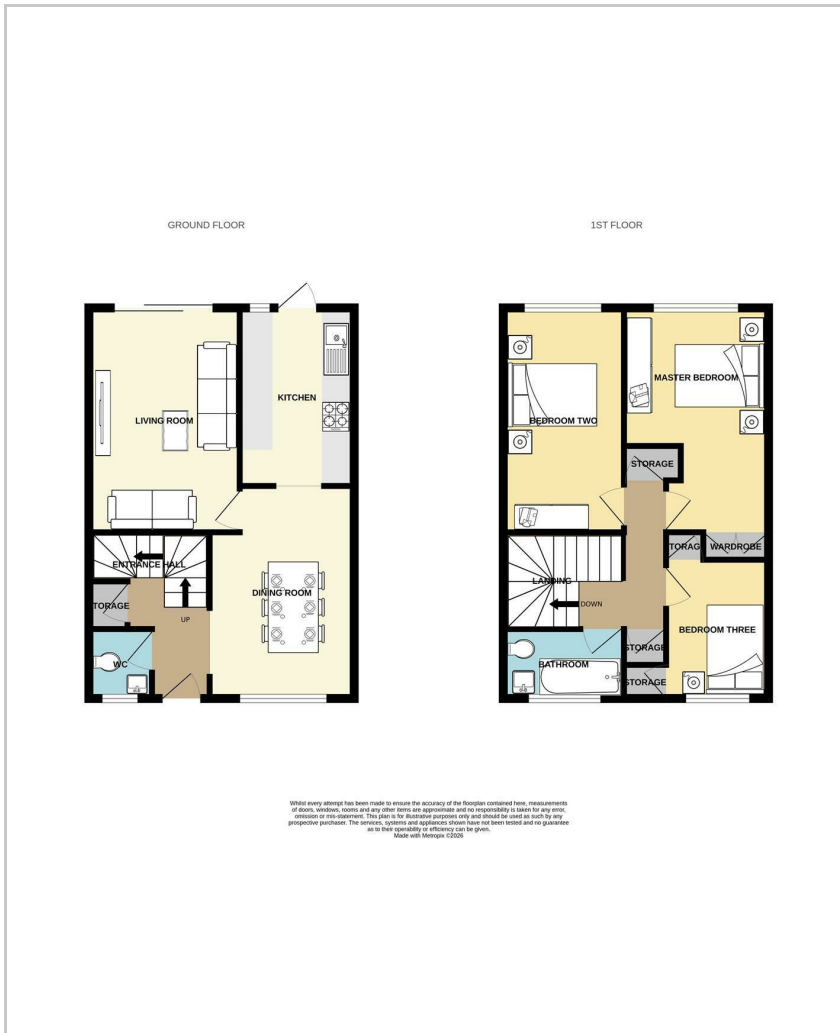 GROUND FLOOR
1ST FLOOR
LIVING ROOM
KITCHEN
ENTRANCE HALL
DINING ROOM
TORAGE
UP
WC
BEDROOM TWO
MASTER BEDROOM
STORAGE
TORAGE
WARDROBE
LANDING
DOWN
BEDROOM THREE
STORAGE
BATHROOM
STORAGE
Whilst every attempt has been made to ensure the accuracy of the floorplan contained here, measurements
of doors, windows, rooms and any other items are approximate and no responsibility is taken for any error,
omission or mis-statement. This plan is for illustrative purposes only and should be used as such by any
prospective purchaser. The services, systems and appliances shown have not been tested and no guarantee
as to their operability or efficiency can be given.
Made with Metropix ©2026